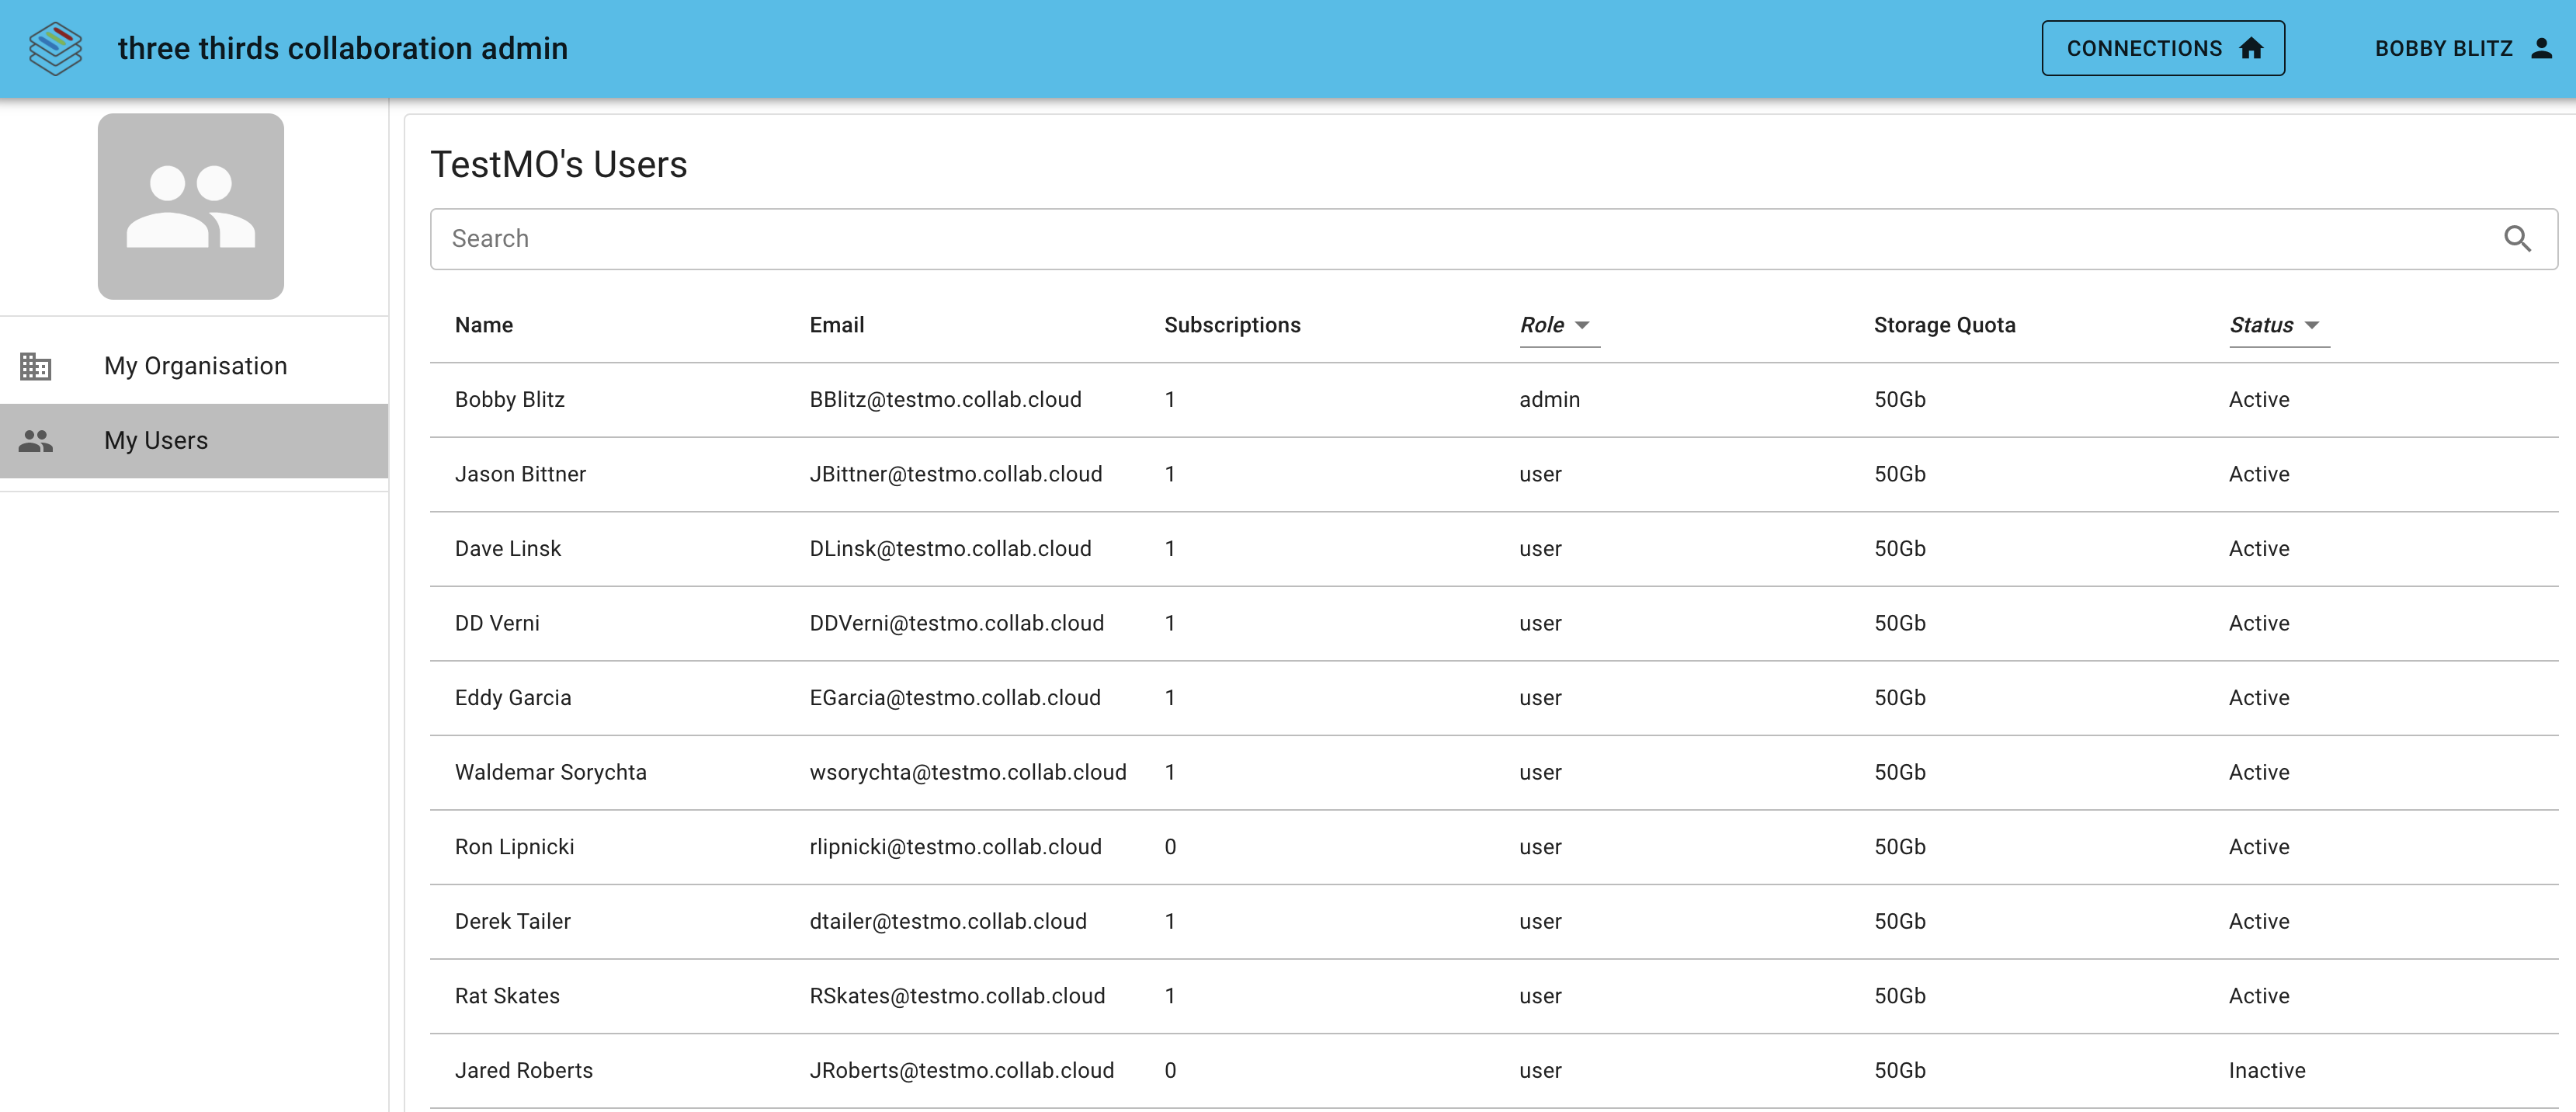 three thirds collaboration admin CONNECTIONS BOBBY BLITZ
My Organisation
My Users
TestMO's Users
Search
Name Email Subscriptions Role Storage Quota Status
Bobby Blitz BBlitz@testmo.collab.cloud 1 admin 50Gb Active
Jason Bittner JBittner@testmo.collab.cloud 1 user 50Gb Active
Dave Linsk DLinsk@testmo.collab.cloud 1 user 50Gb Active
DD Verni DDVerni@testmo.collab.cloud 1 user 50Gb Active
Eddy Garcia EGarcia@testmo.collab.cloud 1 user 50Gb Active
Waldemar Sorychta wsorychta@testmo.collab.cloud 1 user 50Gb Active
Ron Lipnicki rlipnicki@testmo.collab.cloud 0 user 50Gb Active
Derek Tailer dtailer@testmo.collab.cloud 1 user 50Gb Active
Rat Skates RSkates@testmo.collab.cloud 1 user 50Gb Active
Jared Roberts JRoberts@testmo.collab.cloud 0 user 50Gb Inactive